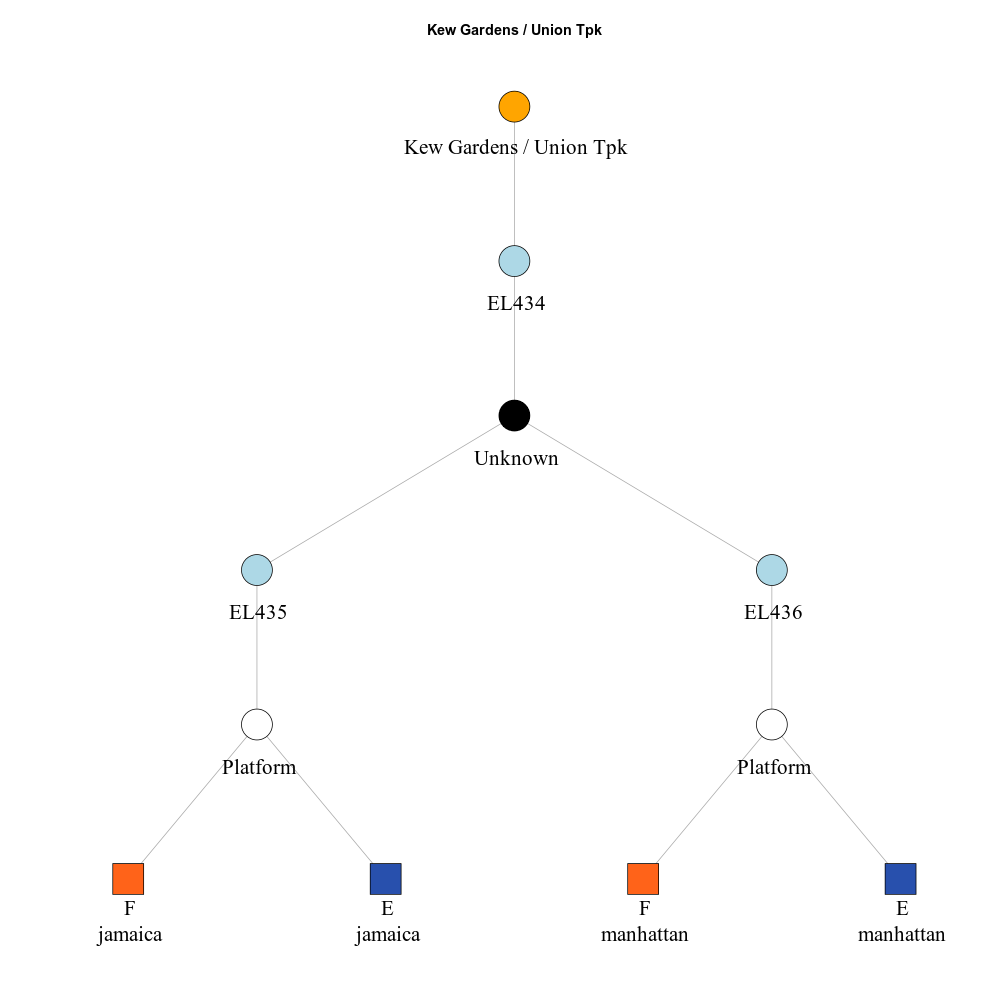 Kew Gardens / Union Tpk
Kew Gardens / Union Tpk
EL434
Unknown
EL435
EL436
Platform
Platform
F
jamaica
E
jamaica
F
manhattan
E
manhattan